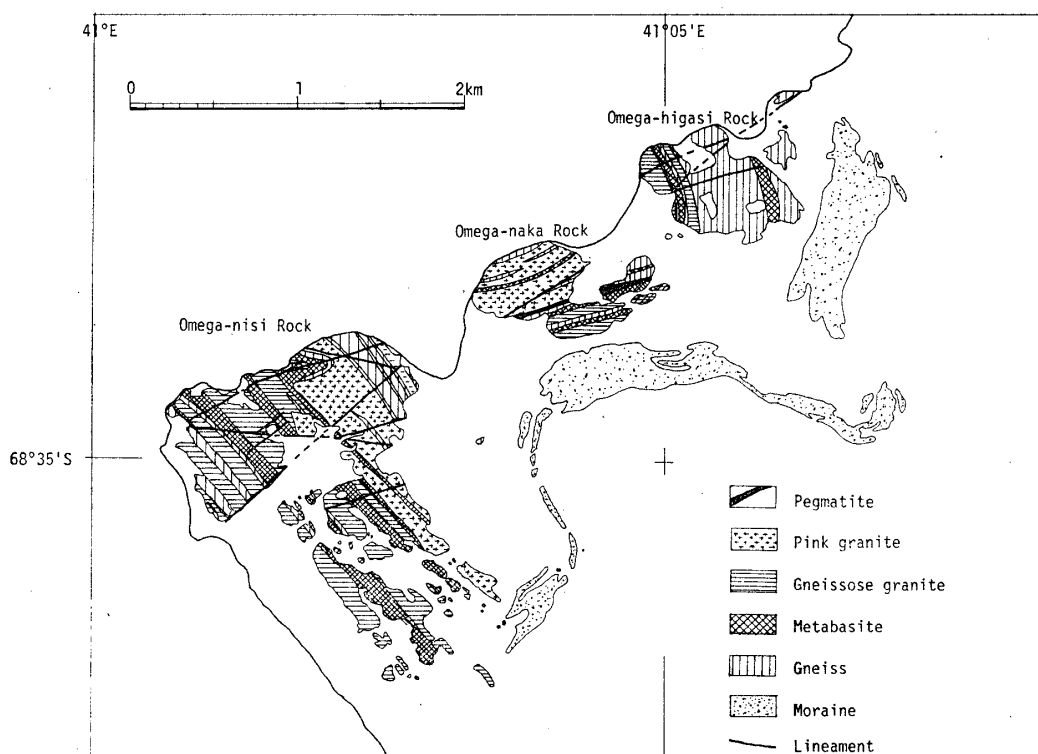 41°E
41°05'E
0 1 2km
Omega-higasi Rock
Omega-naka Rock
Omega-nisi Rock
68°35'S
Pegmatite
Pink granite
Gneissose granite
Metabasite
Gneiss
Moraine
Lineament